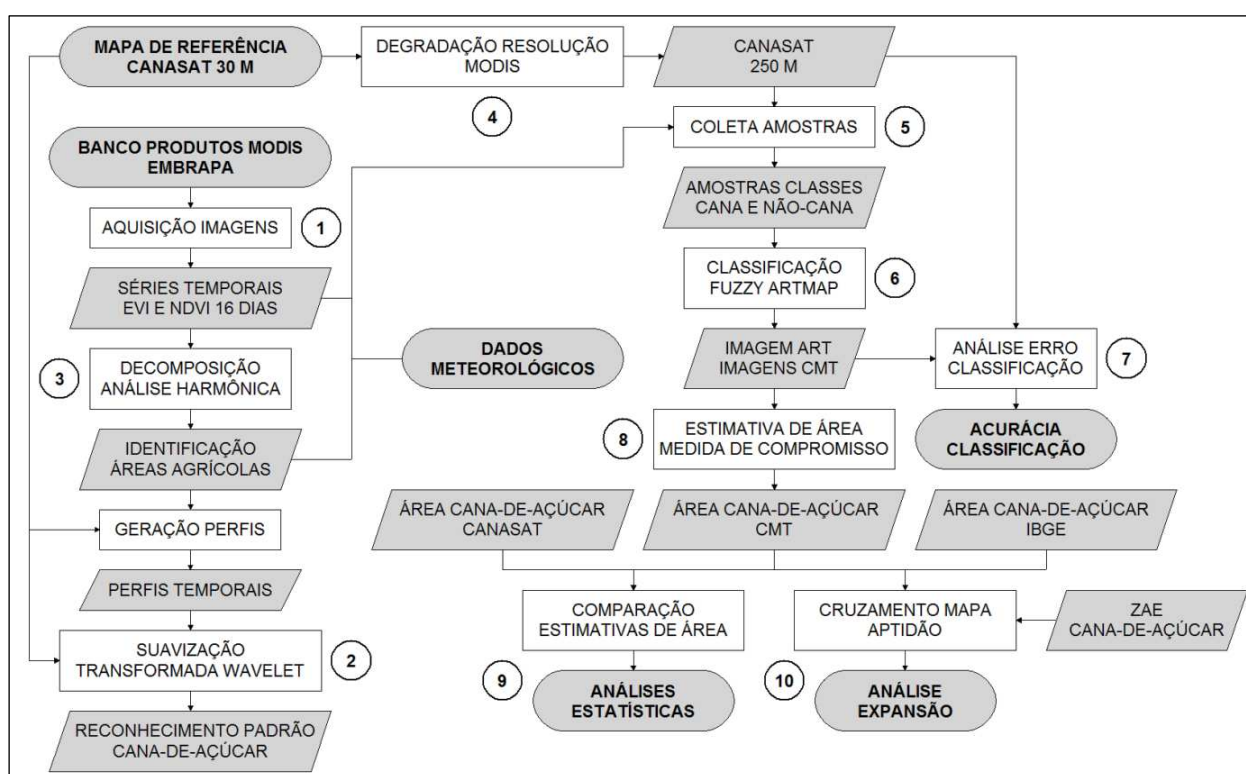 MAPA DE REFERÊNCIA
CANASAT 30 M
DEGRADAÇÃO RESOLUÇÃO
MODIS
4
CANASAT
250 M
COLETA AMOSTRAS
5
BANCO PRODUTOS MODIS
EMBRAPA
AQUISIÇÃO IMAGENS
1
AMOSTRAS CLASSES
CANA E NÃO-CANA
SÉRIES TEMPORAIS
EVI E NDVI 16 DIAS
CLASSIFICAÇÃO
FUZZY ARTMAP
6
DECOMPOSIÇÃO
ANÁLISE HARMÔNICA
3
DADOS
METEOROLÓGICOS
IMAGEM ART
IMAGENS CMT
ANÁLISE ERRO
CLASSIFICAÇÃO
7
IDENTIFICAÇÃO
ÁREAS AGRÍCOLAS
8
ESTIMATIVA DE ÁREA
MEDIDA DE COMPROMISSO
ACURÁCIA
CLASSIFICAÇÃO
GERAÇÃO PERFIS
ÁREA CANA-DE-AÇÚCAR
CANASAT
ÁREA CANA-DE-AÇÚCAR
CMT
ÁREA CANA-DE-AÇÚCAR
IBGE
PERFIS TEMPORAIS
SUAVIZAÇÃO
TRANSFORMADA WAVELET
2
COMPARAÇÃO
ESTIMATIVAS DE ÁREA
CRUZAMENTO MAPA
APTIDÃO
ZAE
CANA-DE-AÇÚCAR
RECONHECIMENTO PADRÃO
CANA-DE-AÇÚCAR
9
ANÁLISES
ESTATÍSTICAS
10
ANÁLISE
EXPANSÃO